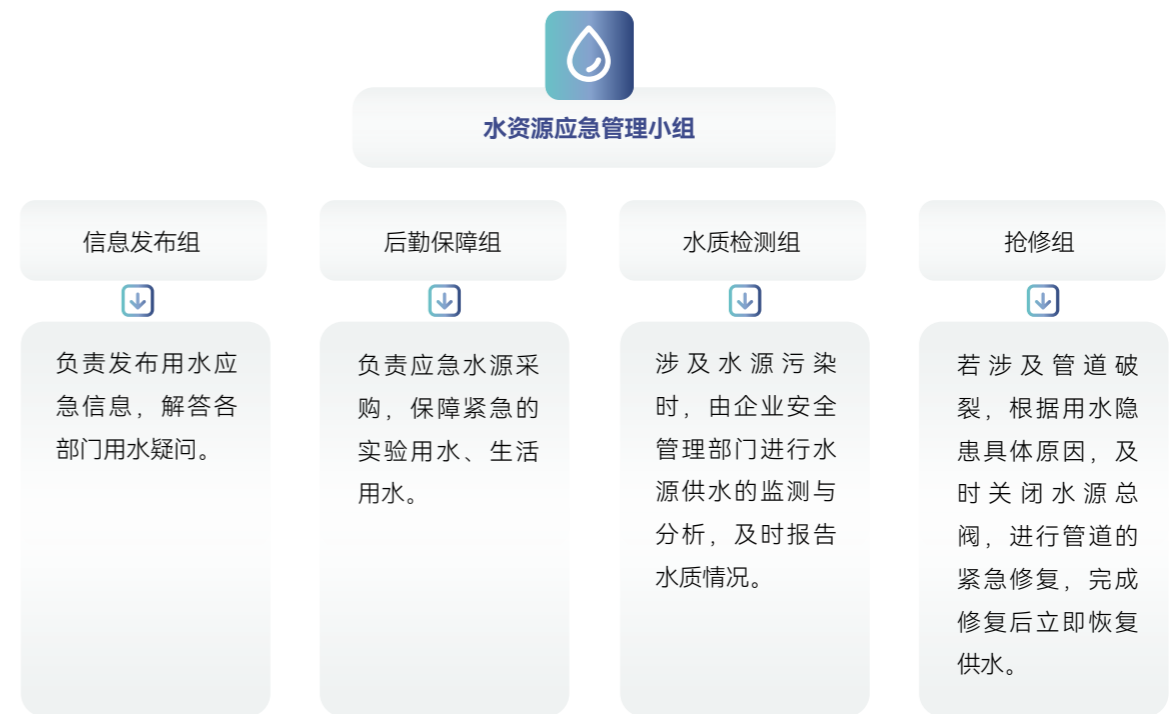 水资源应急管理小组
信息发布组
负责发布用水应
急信息，解答各
部门用水疑问。
后勤保障组
负责应急水源采
购，保障紧急的
实验用水、生活
用水。
水质检测组
涉及水源污染
时，由企业安全
管理部门进行水
源供水的监测与
分析，及时报告
水质情况。
抢修组
若涉及管道破
裂，根据用水隐
患具体原因，及
时关闭水源总
阀，进行管道的
紧急修复，完成
修复后立即恢复
供水。